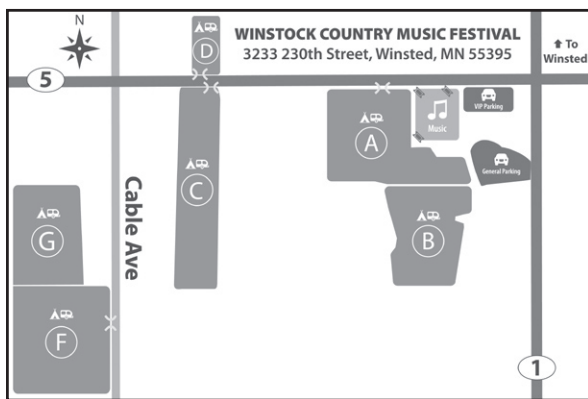 N
WINSTOCK COUNTRY MUSIC FESTIVAL
3233 230th Street, Winsted, MN 55395
To
Winsted
D
5
VIP Parking
Music
A
General Parking
C
Cable Ave
B
G
F
1